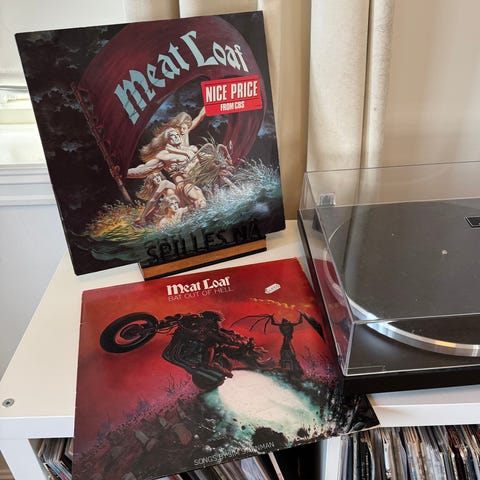 Meat Loaf
NICE PRICE
FROM CBS
SPILLES NÅ
Meat Loaf
BAT OUT OF HELL
SONGS BY JIM STEINMAN